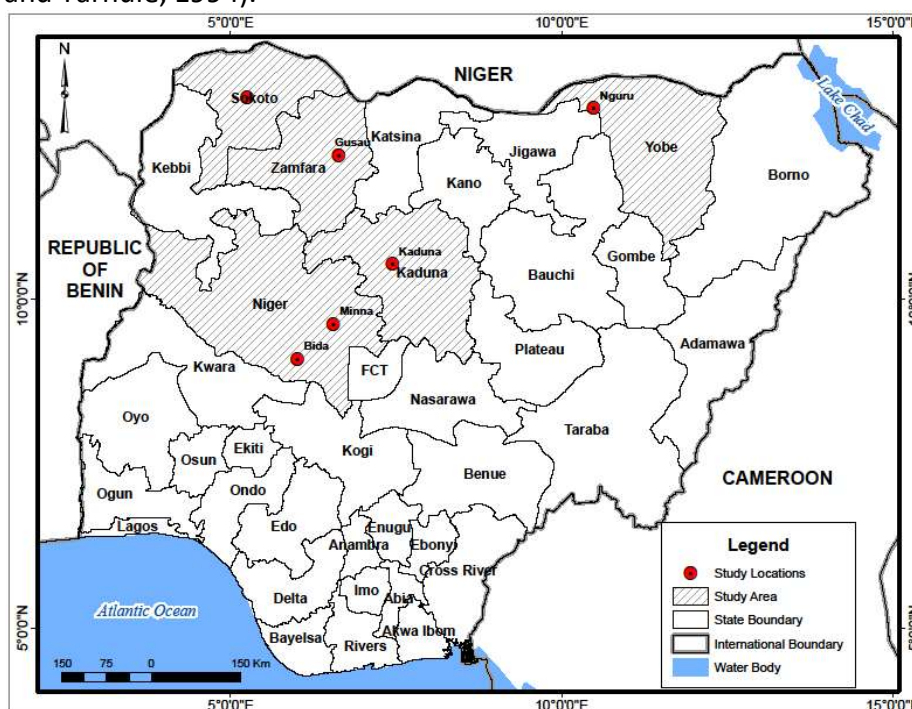 and Tarhule, 1994).
5°0'0"E 10°0'0"E 15°0'0"E
N
NIGER
Lake Chad
Sokoto
Nguru
Gusau
Katsina
Yobe
Jigawa
Kebbi
Zamfara
Kano
Borno
REPUBLIC
OF
BENIN
Kaduna
Kaduna
Gombe
Bauchi
10°0'0"N
Niger
Minna
Adamawa
Bida
Plateau
Kwara
FCT
Nasarawa
Oyo
Taraba
Ekiti
Kogi
Osun
Benue
CAMEROON
Ogun
Ondo
Lagos
Edo
Enugu
Anambra
Ebonyi
Cross River
Imo
Abia
Delta
Atlantic Ocean
Akwa Ibom
Bayelsa
Rivers
5°0'0"N
Legend
Study Locations
Study Area
State Boundary
International Boundary
Water Body
150 75 0 150 Km
5°0'0"E 10°0'0"E 15°0'0"E